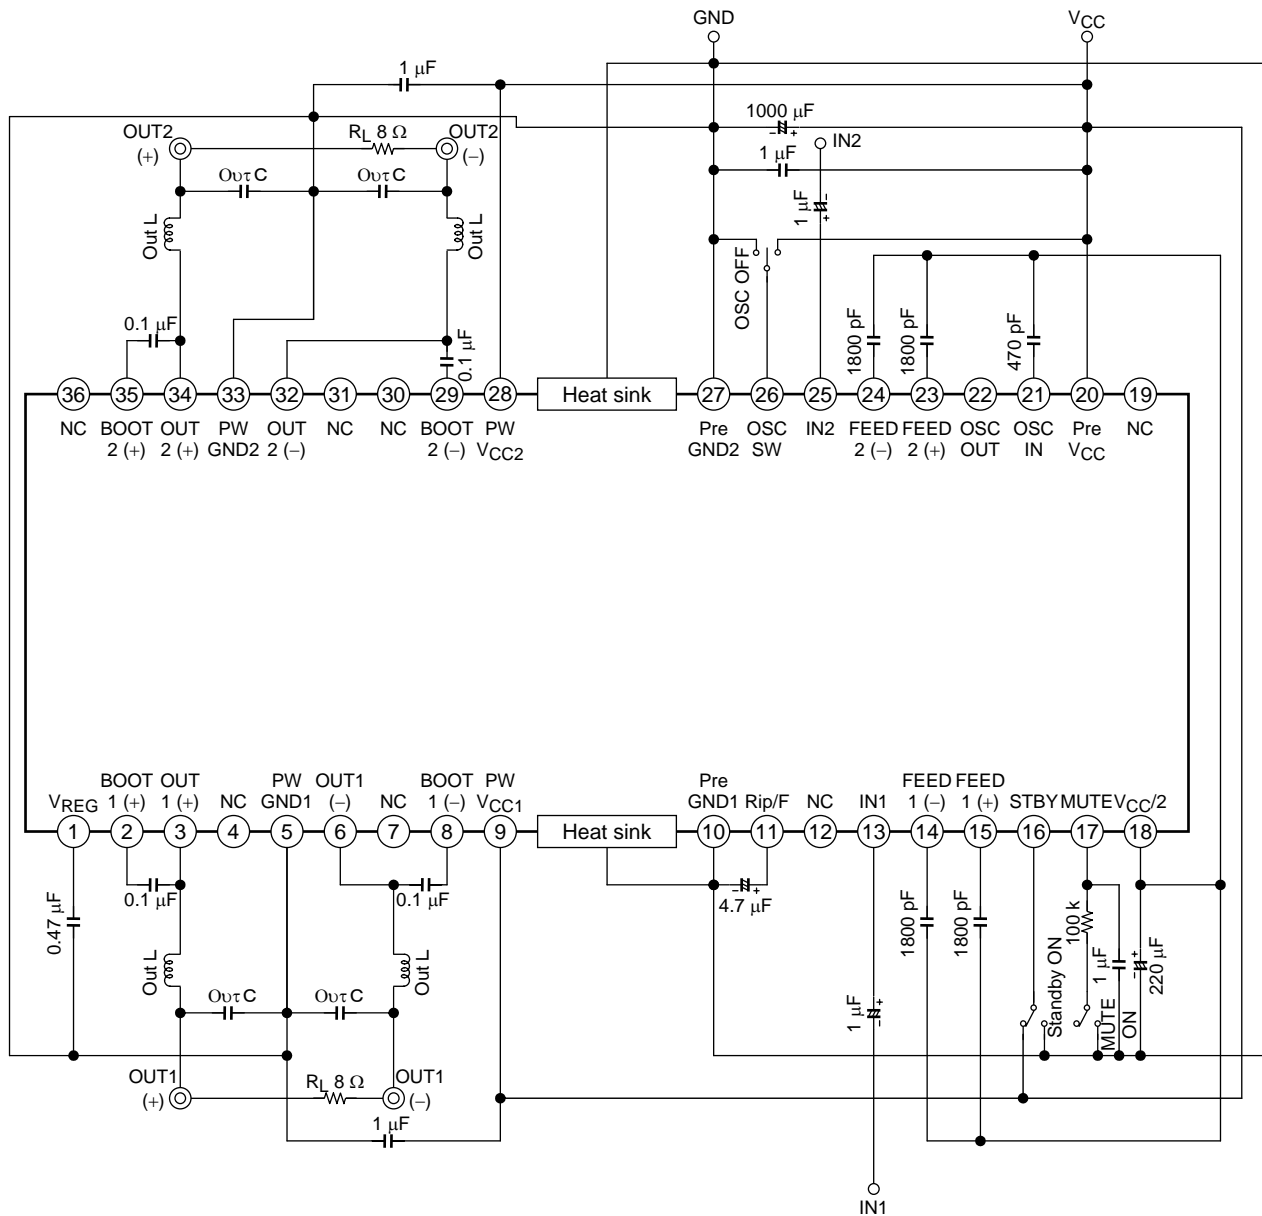 GND
VCC
1 μF
1000 μF
OUT2
(+)
RL 8 Ω
OUT2
(−)
IN2
1 μF
Ουτ C
Ουτ C
1 μF
Out L
Out L
OSC OFF
0.1 μF
0.1 μF
1800 pF
1800 pF
470 pF
36
35
34
33
32
31
30
29
28
Heat sink
27
26
25
24
23
22
21
20
19
NC
BOOT
2 (+)
OUT
2 (+)
PW
GND2
OUT
2 (−)
NC
NC
BOOT
2 (−)
PW
VCC2
Pre
GND2
OSC
SW
IN2
FEED
2 (−)
FEED
2 (+)
OSC
OUT
OSC
IN
Pre
VCC
NC
VREG
BOOT
1 (+)
OUT
1 (+)
NC
PW
GND1
OUT1
(−)
NC
BOOT
1 (−)
PW
VCC1
Pre
GND1
Rip/F
NC
IN1
FEED
1 (−)
FEED
1 (+)
STBY
MUTE
VCC/2
1
2
3
4
5
6
7
8
9
Heat sink
10
11
12
13
14
15
16
17
18
0.47 μF
0.1 μF
0.1 μF
4.7 μF
1800 pF
1800 pF
100 k
1 μF
220 μF
Out L
Out L
Ουτ C
Ουτ C
1 μF
Standby ON
MUTE
ON
OUT1
(+)
RL 8 Ω
OUT1
(−)
1 μF
IN1